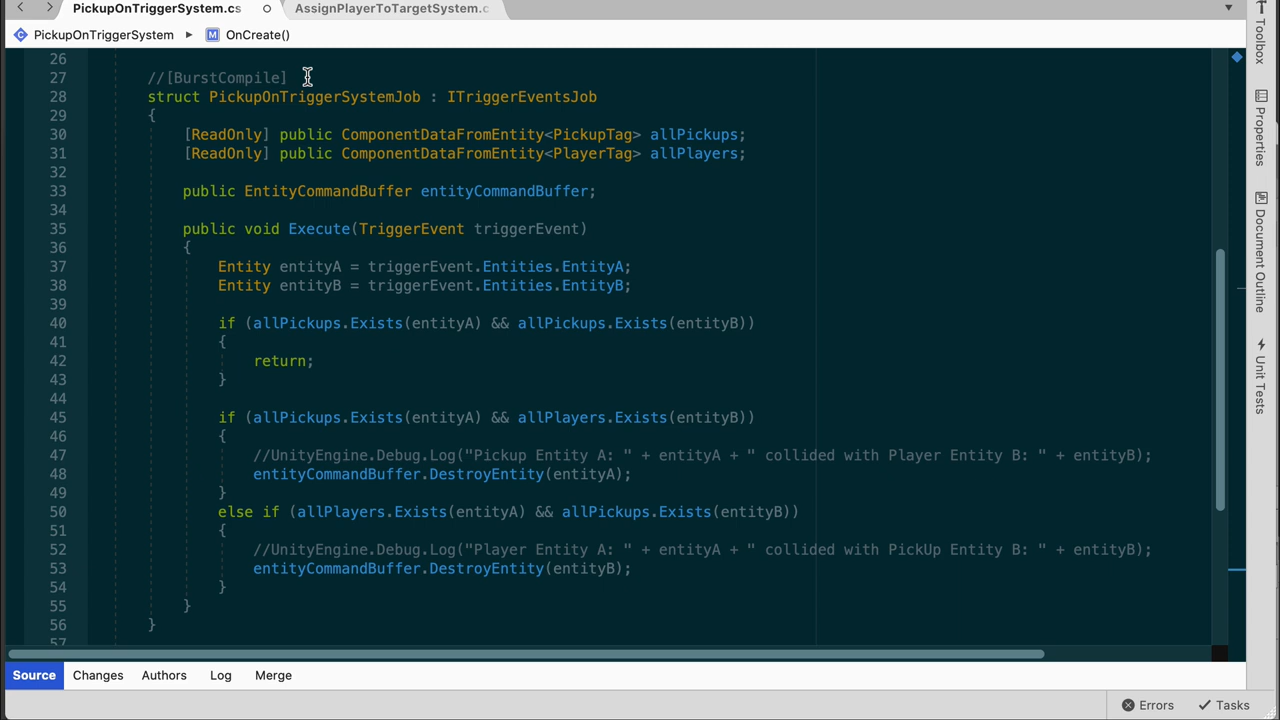 PickupOnTriggerSystem.cs
AssignPlayerToTargetSystem.c
PickupOnTriggerSystem ▸ M OnCreate()
26
27 //[BurstCompile]
28 struct PickupOnTriggerSystemJob : ITriggerEventsJob
29 {
30 [ReadOnly] public ComponentDataFromEntity<PickupTag> allPickups;
31 [ReadOnly] public ComponentDataFromEntity<PlayerTag> allPlayers;
32
33 public EntityCommandBuffer entityCommandBuffer;
34
35 public void Execute(TriggerEvent triggerEvent)
36 {
37 Entity entityA = triggerEvent.Entities.EntityA;
38 Entity entityB = triggerEvent.Entities.EntityB;
39
40 if (allPickups.Exists(entityA) && allPickups.Exists(entityB))
41 {
42 return;
43 }
44
45 if (allPickups.Exists(entityA) && allPlayers.Exists(entityB))
46 {
47 //UnityEngine.Debug.Log("Pickup Entity A: " + entityA + " collided with Player Entity B: " + entityB);
48 entityCommandBuffer.DestroyEntity(entityA);
49 }
50 else if (allPlayers.Exists(entityA) && allPickups.Exists(entityB))
51 {
52 //UnityEngine.Debug.Log("Player Entity A: " + entityA + " collided with PickUp Entity B: " + entityB);
53 entityCommandBuffer.DestroyEntity(entityB);
54 }
55 }
56 }
57
Toolbox
Properties
Document Outline
Unit Tests
Source Changes Authors Log Merge
Errors Tasks